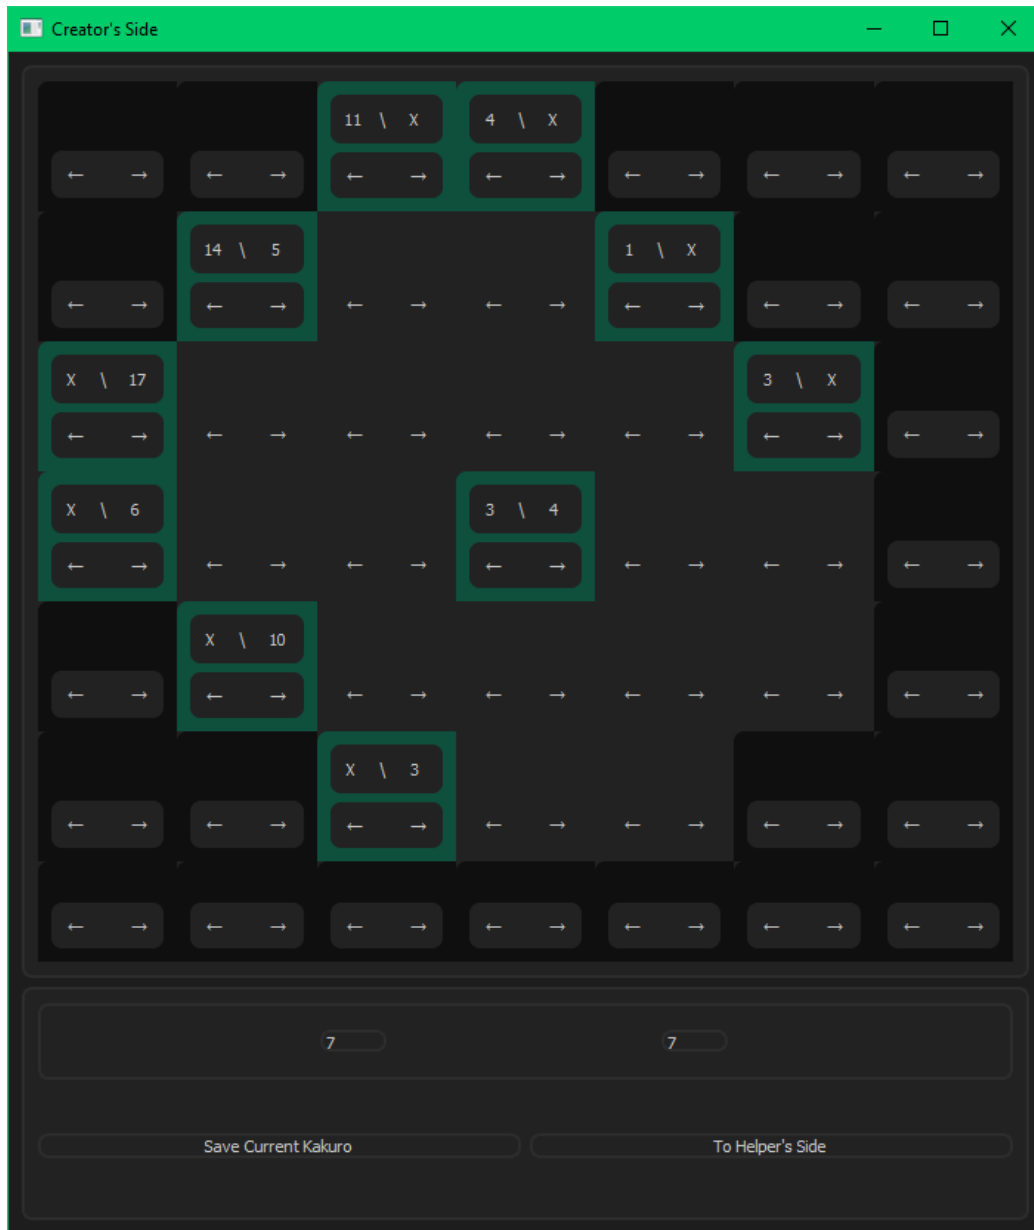 Creator's Side
11 \ X 4 \ X
← → ← → ← → ← → ← → ← → ← →
14 \ 5 1 \ X
← → ← → ← → ← → ← → ← → ← →
X \ 17 3 \ X
← → ← → ← → ← → ← → ← → ← →
X \ 6 3 \ 4
← → ← → ← → ← → ← → ← → ← →
X \ 10
← → ← → ← → ← → ← → ← → ← →
X \ 3
← → ← → ← → ← → ← → ← → ← →
← → ← → ← → ← → ← → ← → ← →
7 7
Save Current Kakuro To Helper's Side